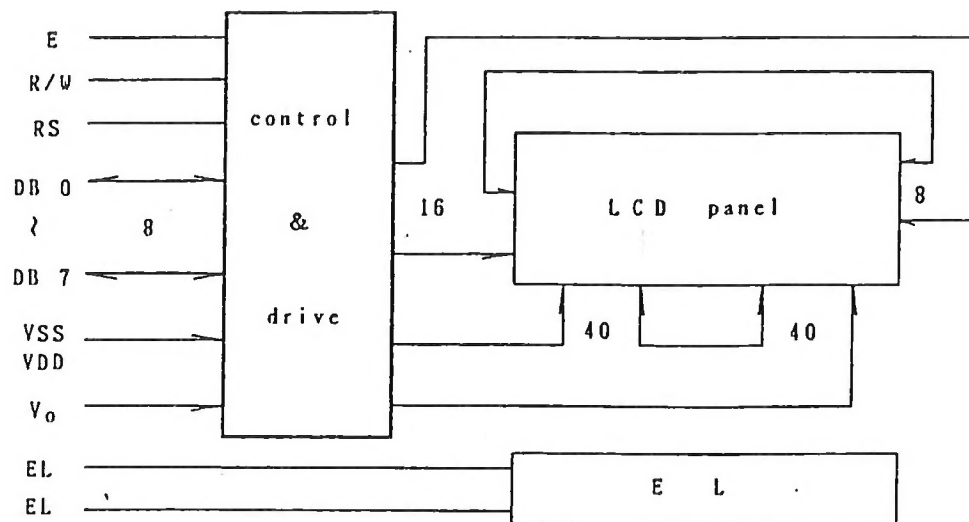 E
R/W
RS
DB 0
~
DB 7
VSS
VDD
Vo
EL
EL
8
control
&
drive
16
LCD panel
8
40
40
E L